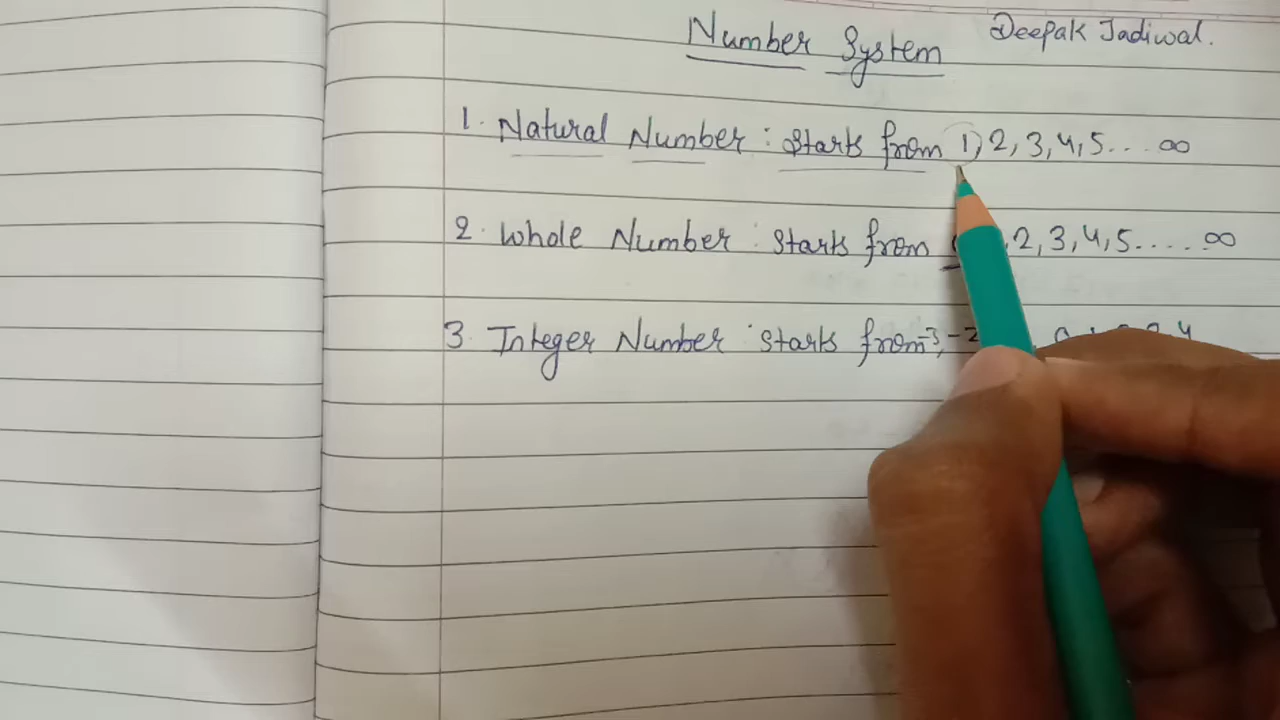 Number System Deepak Jadiwal.
1. Natural Number : Starts from 1, 2, 3, 4, 5... ∞
2. Whole Number : Starts from , 2, 3, 4, 5..... ∞
3. Integer Number Starts from -3, -2